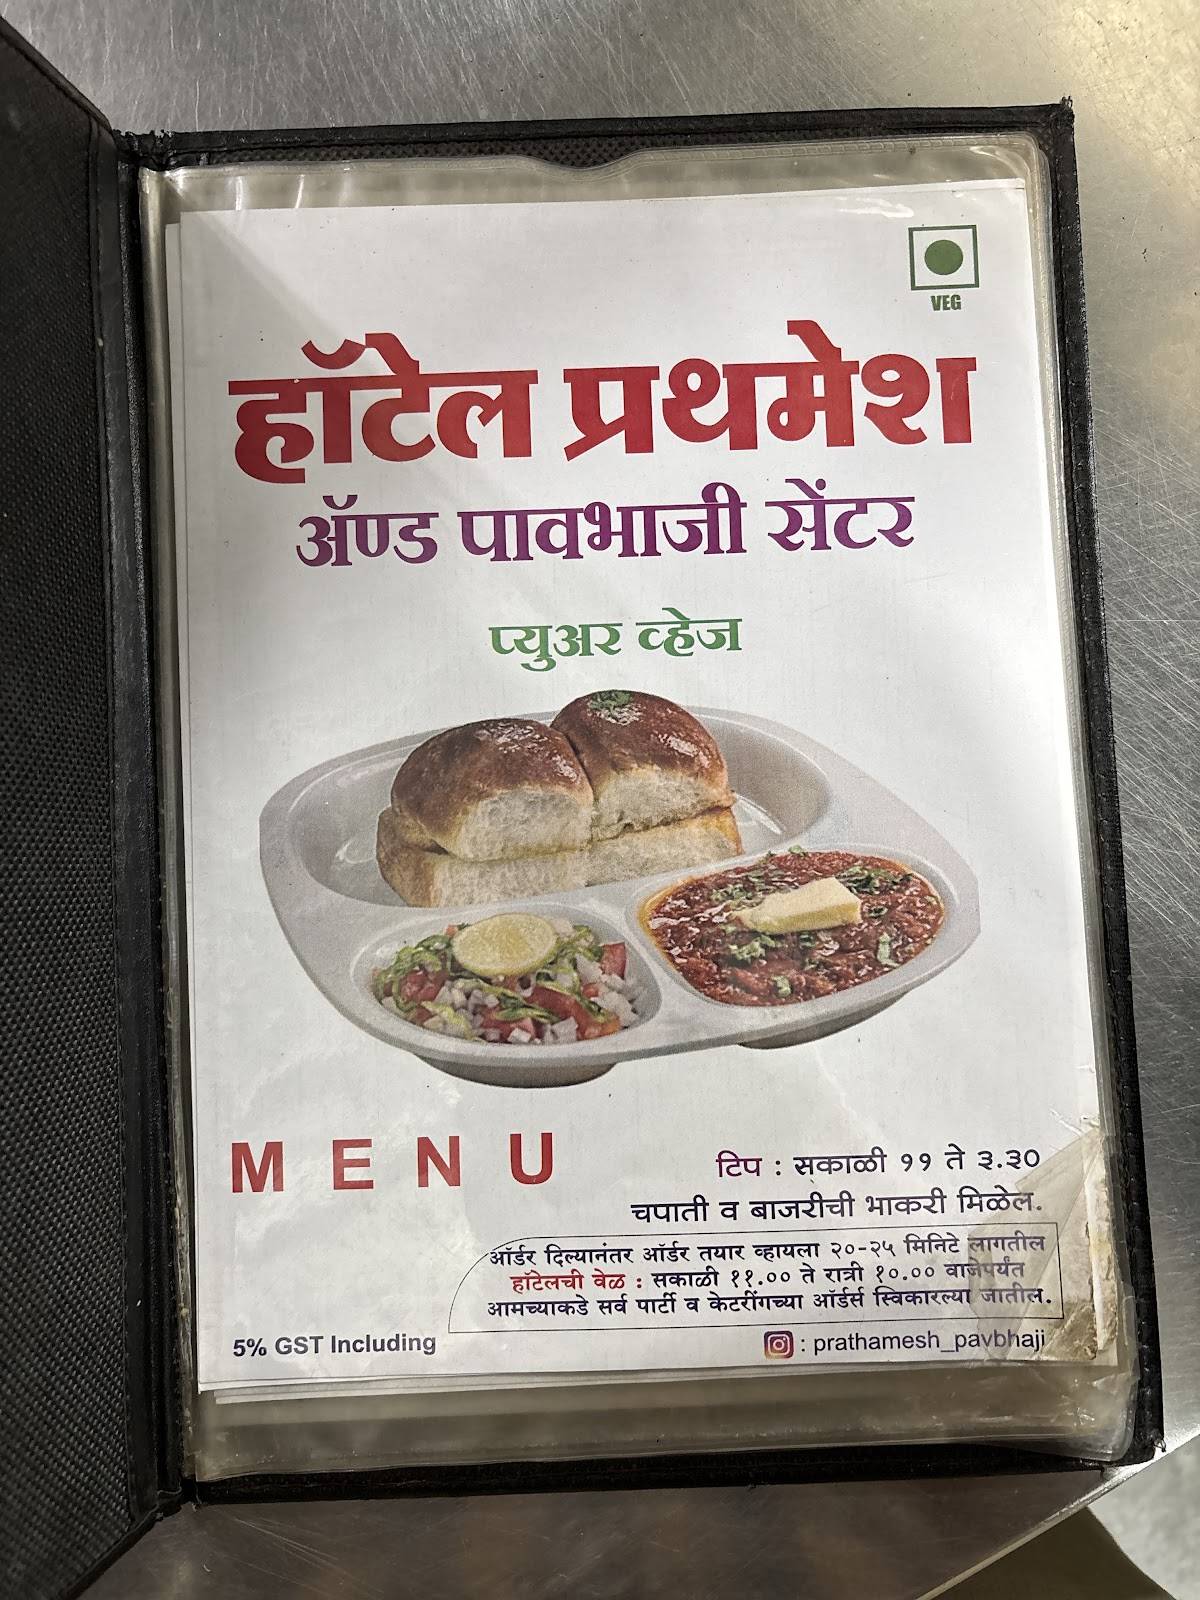 VEG
हॉटेल प्रथमेश
ॲण्ड पावभाजी सेंटर
प्युअर व्हेज
MENU
टिप : सकाळी ११ ते ३.३०
चपाती व बाजरीची भाकरी मिळेल.
ऑर्डर दिल्यानंतर ऑर्डर तयार व्हायला २०-२५ मिनिटे लागतील
हॉटेलची वेळ : सकाळी ११.०० ते रात्री १०.०० वाजेपर्यंत
आमच्याकडे सर्व पार्टी व केटरींगच्या ऑर्डर्स स्विकारल्या जातील.
5% GST Including
: prathamesh_pavbhaji